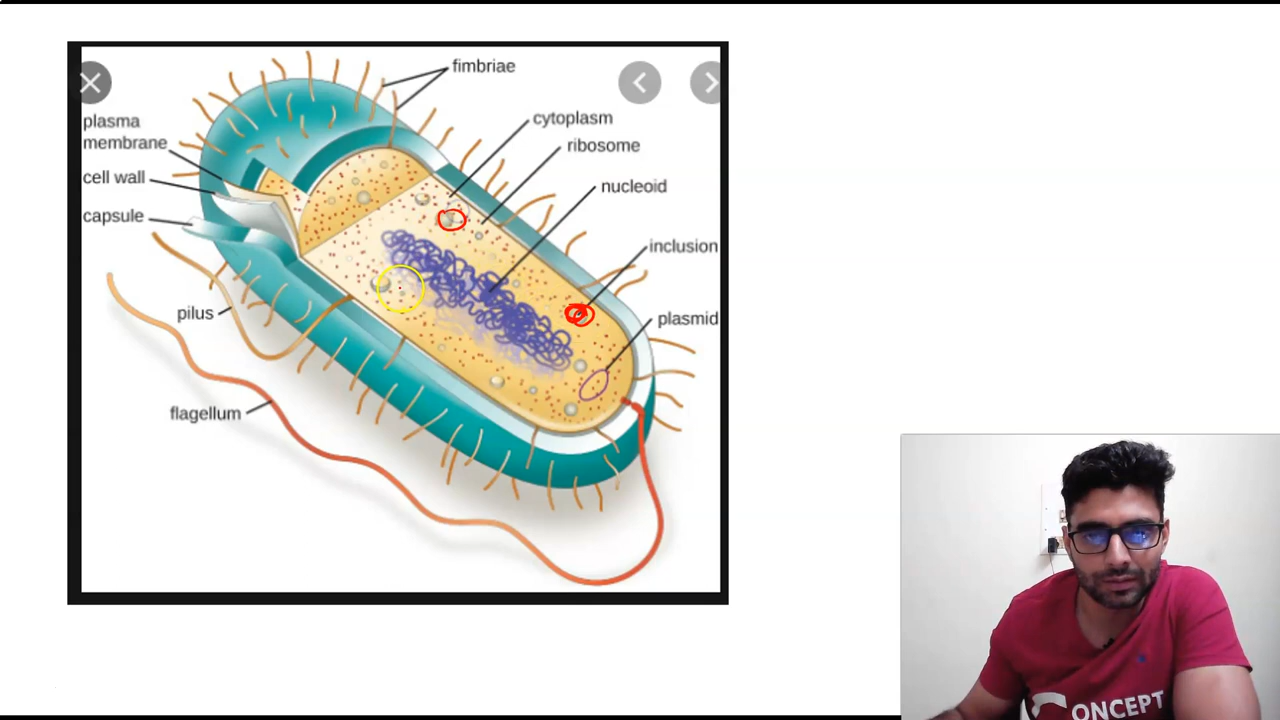 fimbriae
plasma
membrane
cytoplasm
ribosome
cell wall
nucleoid
capsule
inclusion
pilus
plasmid
flagellum
ONCEPT